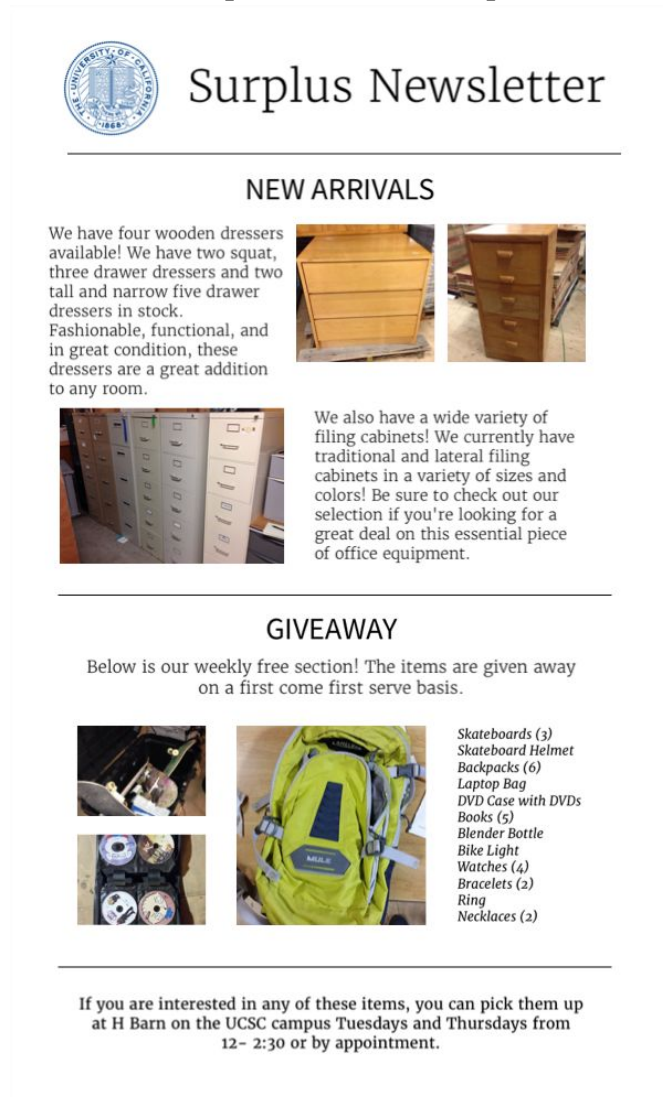 THE · UNIVERSITY · OF · CALIFORNIA · 1868 ·
Surplus Newsletter
NEW ARRIVALS
We have four wooden dressers
available! We have two squat,
three drawer dressers and two
tall and narrow five drawer
dressers in stock.
Fashionable, functional, and
in great condition, these
dressers are a great addition
to any room.
We also have a wide variety of
filing cabinets! We currently have
traditional and lateral filing
cabinets in a variety of sizes and
colors! Be sure to check out our
selection if you're looking for a
great deal on this essential piece
of office equipment.
GIVEAWAY
Below is our weekly free section! The items are given away
on a first come first serve basis.
MULE
Skateboards (3)
Skateboard Helmet
Backpacks (6)
Laptop Bag
DVD Case with DVDs
Books (5)
Blender Bottle
Bike Light
Watches (4)
Bracelets (2)
Ring
Necklaces (2)
If you are interested in any of these items, you can pick them up
at H Barn on the UCSC campus Tuesdays and Thursdays from
12- 2:30 or by appointment.